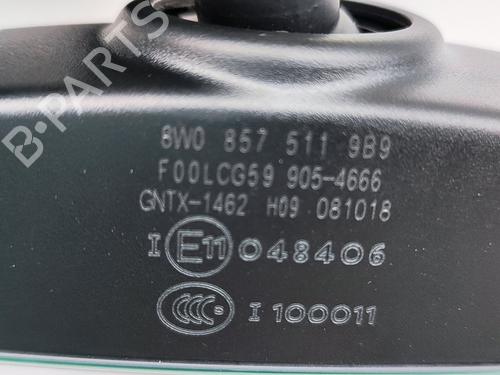 8W0 857 511 9B9
F00LCG59 905-4666
GNTX-1462 H09 081018
I E11 048406
CCC I 100011
B-PARTS